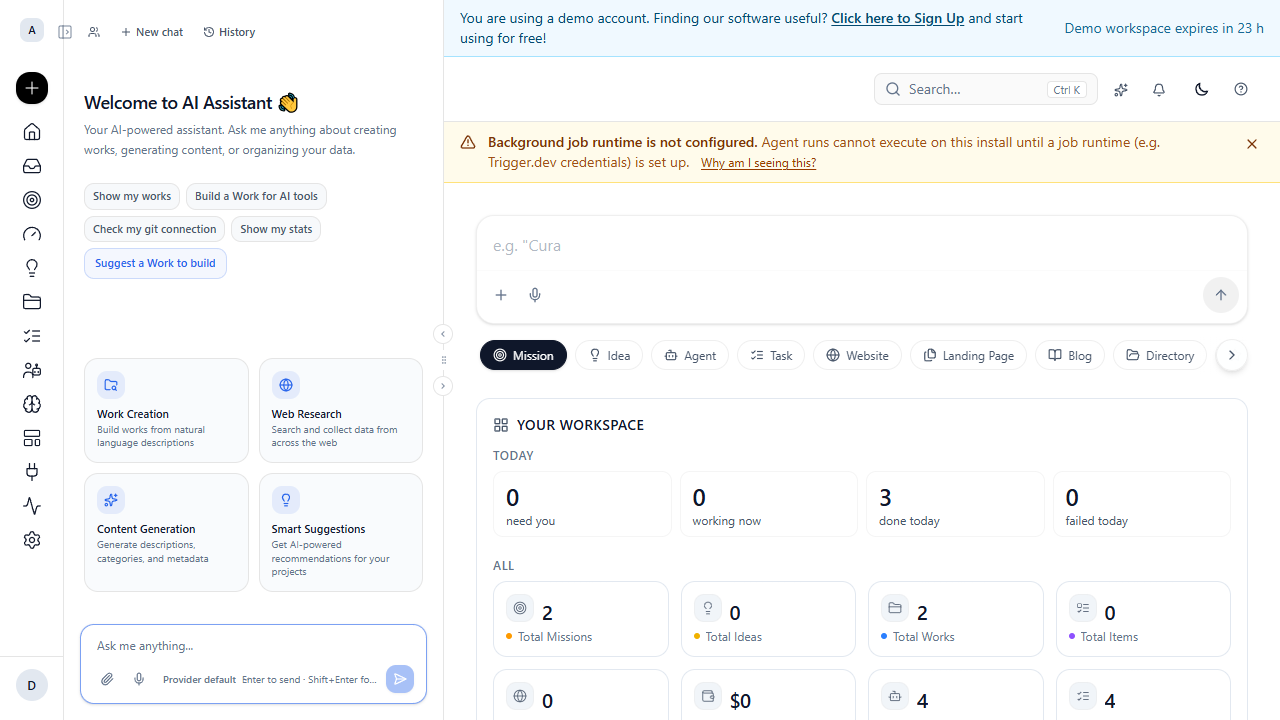 A
New chat
History
Welcome to AI Assistant
Your AI-powered assistant. Ask me anything about creating
works, generating content, or organizing your data.
Show my works
Build a Work for AI tools
Check my git connection
Show my stats
Suggest a Work to build
Work Creation
Build works from natural
language descriptions
Web Research
Search and collect data from
across the web
Content Generation
Generate descriptions,
categories, and metadata
Smart Suggestions
Get AI-powered
recommendations for your
projects
Ask me anything...
Provider default Enter to send · Shift+Enter fo...
D
You are using a demo account. Finding our software useful? Click here to Sign Up and start
using for free!
Demo workspace expires in 23 h
Search...
Ctrl K
Background job runtime is not configured. Agent runs cannot execute on this install until a job runtime (e.g.
Trigger.dev credentials) is set up. Why am I seeing this?
e.g. "Cura
Mission
Idea
Agent
Task
Website
Landing Page
Blog
Directory
YOUR WORKSPACE
TODAY
0
need you
0
working now
3
done today
0
failed today
ALL
2
Total Missions
0
Total Ideas
2
Total Works
0
Total Items
0
$0
4
4